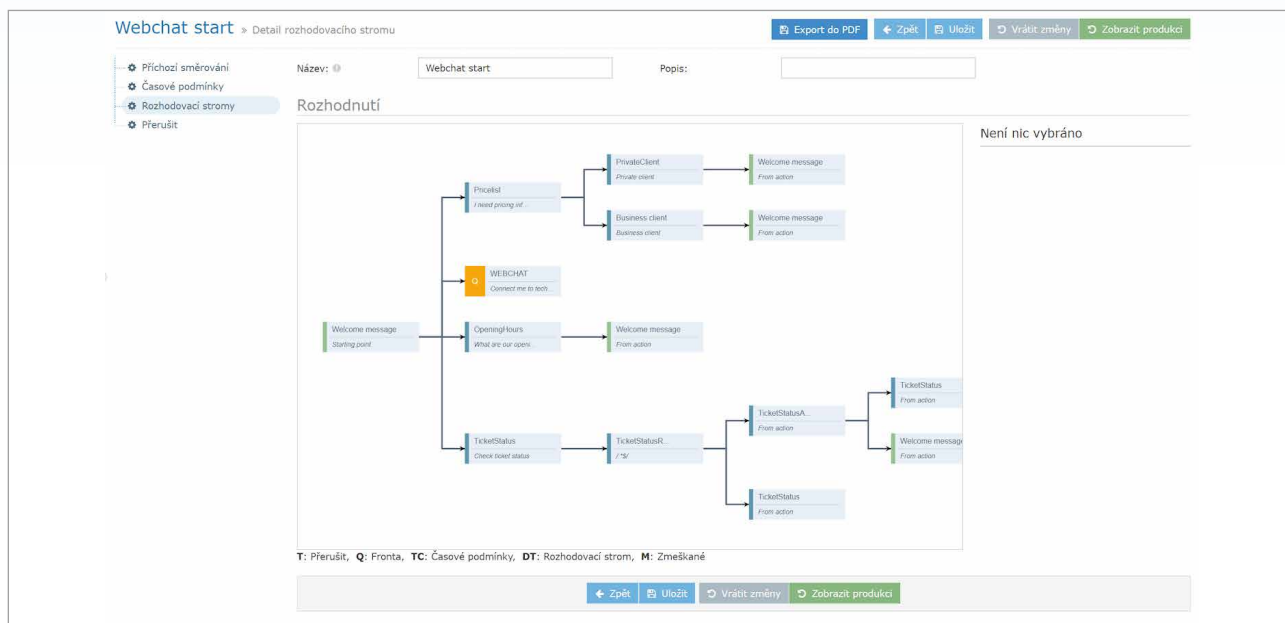 Webchat start » Detail rozhodovacího stromu
Export do PDF
Zpět
Uložit
Vrátit změny
Zobrazit produkci
Příchozí směrování
Časové podmínky
Rozhodovací stromy
Přerušit
Název:
Webchat start
Popis:
Rozhodnutí
Není nic vybráno
Welcome message
Starting point
Pricelist
I need pricing inf...
PrivateClient
Private client
Welcome message
From action
Business client
Business client
Welcome message
From action
Q
WEBCHAT
Connect me to tech...
OpeningHours
What are our openi...
Welcome message
From action
TicketStatus
Check ticket status
TicketStatusR...
/.*$/
TicketStatusA...
From action
TicketStatus
From action
Welcome message
From action
TicketStatus
From action
T: Přerušit, Q: Fronta, TC: Časové podmínky, DT: Rozhodovací strom, M: Zmeškané
Zpět
Uložit
Vrátit změny
Zobrazit produkci